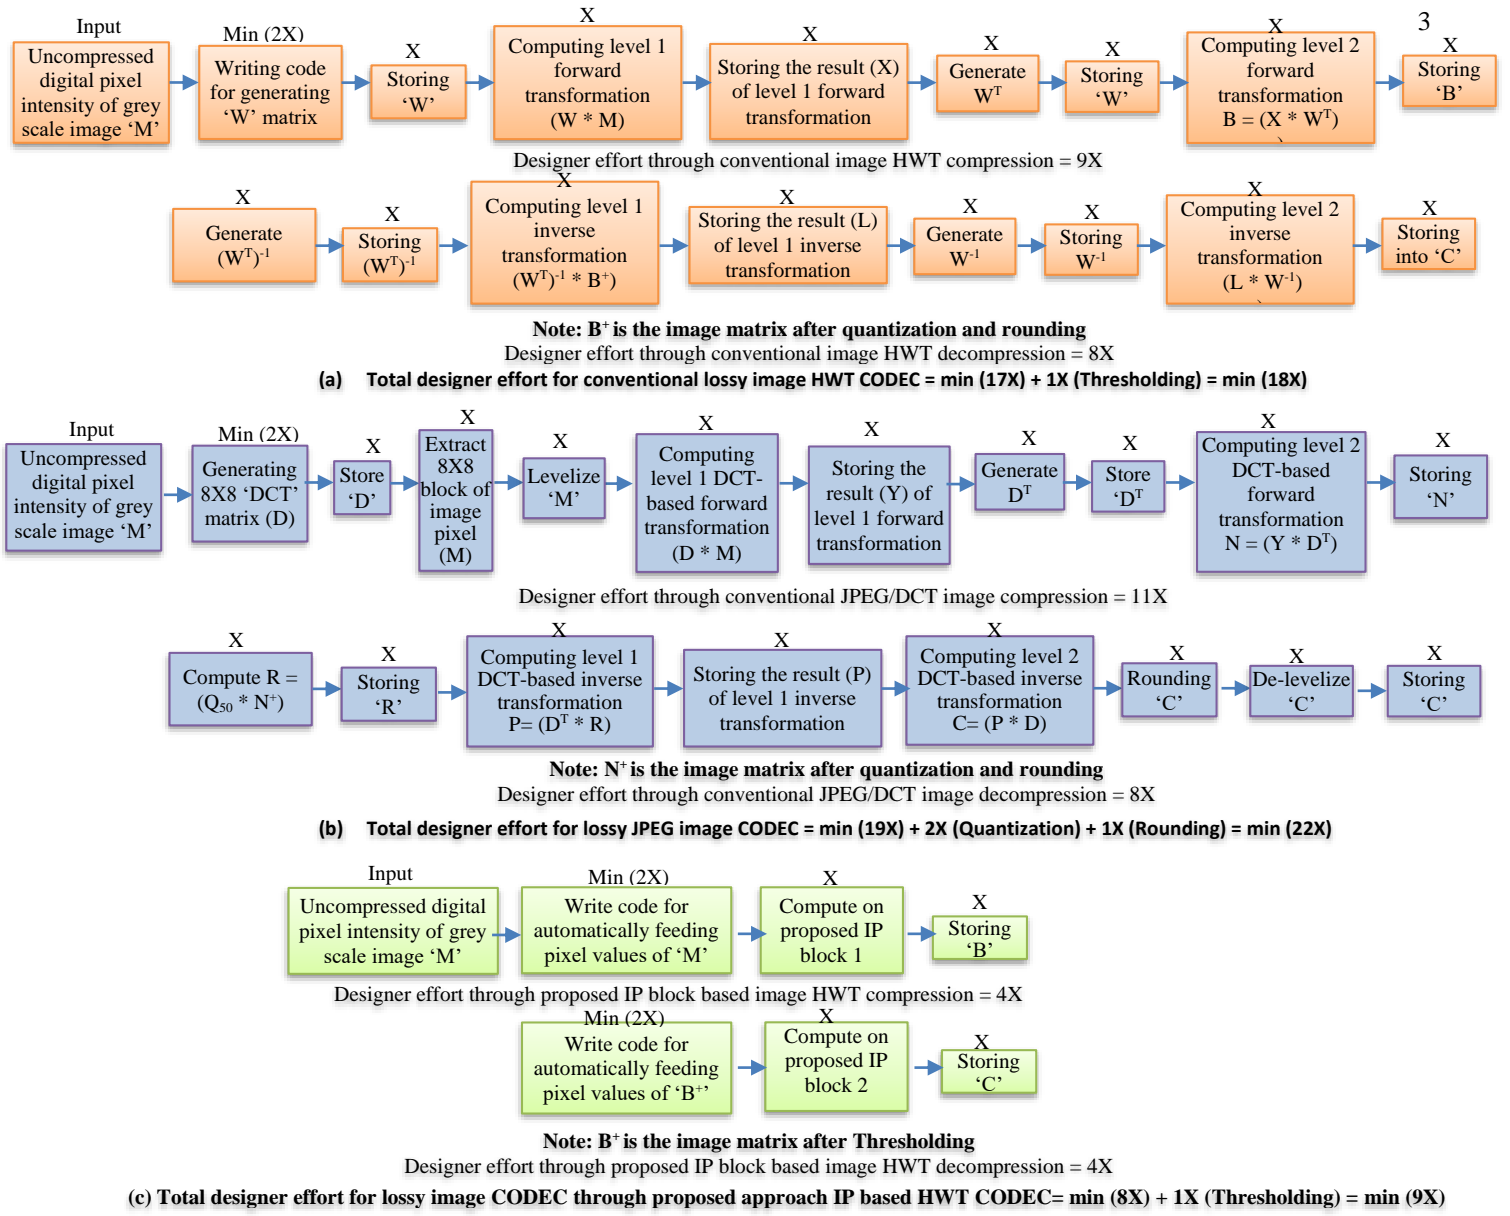 3
Input
Uncompressed
digital pixel
intensity of grey
scale image ‘M’
Min (2X)
Writing code
for generating
‘W’ matrix
X
Storing
‘W’
X
Computing level 1
forward
transformation
(W * M)
X
Storing the result (X)
of level 1 forward
transformation
X
Generate
Wᵀ
X
Storing
‘W’
X
Computing level 2
forward
transformation
B = (X * Wᵀ)
)
X
Storing
‘B’
Designer effort through conventional image HWT compression = 9X
X
Generate
(Wᵀ)⁻¹
X
Storing
(Wᵀ)⁻¹
X
Computing level 1
inverse
transformation
(Wᵀ)⁻¹ * B⁺)
X
Storing the result (L)
of level 1 inverse
transformation
X
Generate
W⁻¹
X
Storing
W⁻¹
X
Computing level 2
inverse
transformation
(L * W⁻¹)
)
X
Storing
into ‘C’
Note: B⁺ is the image matrix after quantization and rounding
Designer effort through conventional image HWT decompression = 8X
(a) Total designer effort for conventional lossy image HWT CODEC = min (17X) + 1X (Thresholding) = min (18X)
Input
Uncompressed
digital pixel
intensity of grey
scale image ‘M’
Min (2X)
Generating
8X8 ‘DCT’
matrix (D)
X
Store
‘D’
X
Extract
8X8
block of
image
pixel
(M)
X
Levelize
‘M’
X
Computing
level 1 DCT-
based forward
transformation
(D * M)
X
Storing the
result (Y) of
level 1 forward
transformation
X
Generate
Dᵀ
X
Store
‘Dᵀ
X
Computing level 2
DCT-based
forward
transformation
N = (Y * Dᵀ)
X
Storing
‘N’
Designer effort through conventional JPEG/DCT image compression = 11X
X
Compute R =
(Q₅₀ * N⁺)
X
Storing
‘R’
X
Computing level 1
DCT-based inverse
transformation
P= (Dᵀ * R)
X
Storing the result (P)
of level 1 inverse
transformation
X
Computing level 2
DCT-based inverse
transformation
C= (P * D)
X
Rounding
‘C’
X
De-levelize
‘C’
X
Storing
‘C’
Note: N⁺ is the image matrix after quantization and rounding
Designer effort through conventional JPEG/DCT image decompression = 8X
(b) Total designer effort for lossy JPEG image CODEC = min (19X) + 2X (Quantization) + 1X (Rounding) = min (22X)
Input
Uncompressed digital
pixel intensity of grey
scale image ‘M’
Min (2X)
Write code for
automatically feeding
pixel values of ‘M’
X
Compute on
proposed IP
block 1
X
Storing
‘B’
Designer effort through proposed IP block based image HWT compression = 4X
Min (2X)
Write code for
automatically feeding
pixel values of ‘B⁺’
X
Compute on
proposed IP
block 2
X
Storing
‘C’
Note: B⁺ is the image matrix after Thresholding
Designer effort through proposed IP block based image HWT decompression = 4X
(c) Total designer effort for lossy image CODEC through proposed approach IP based HWT CODEC= min (8X) + 1X (Thresholding) = min (9X)